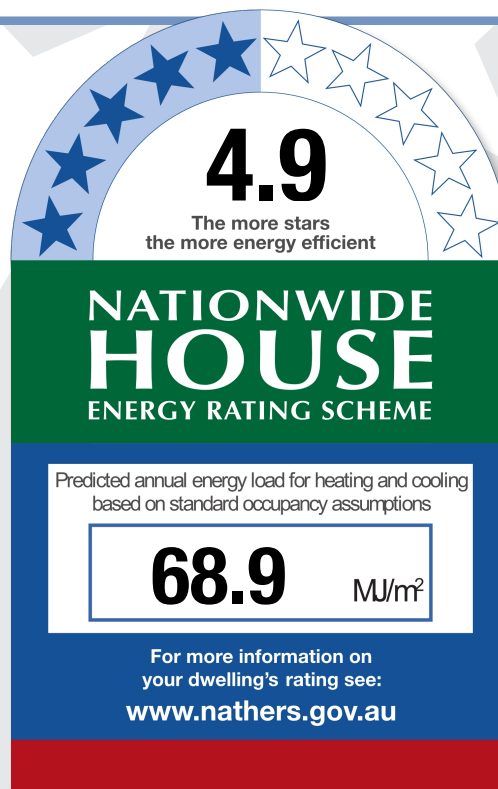 4.9
The more stars
the more energy efficient
NATIONWIDE
HOUSE
ENERGY RATING SCHEME
Predicted annual energy load for heating and cooling
based on standard occupancy assumptions
68.9 MJ/m²
For more information on
your dwelling's rating see:
www.nathers.gov.au